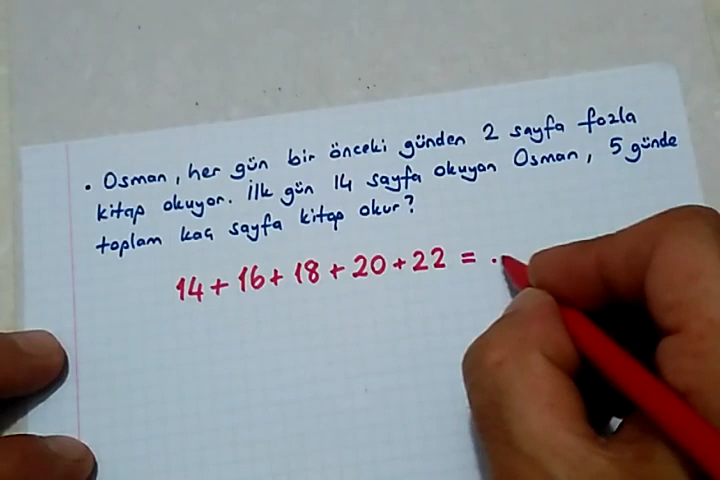 • Osman, her gün bir önceki günden 2 sayfa fazla
kitap okuyor. İlk gün 14 sayfa okuyan Osman, 5 günde
toplam kaç sayfa kitap okur?
14 + 16 + 18 + 20 + 22 = .